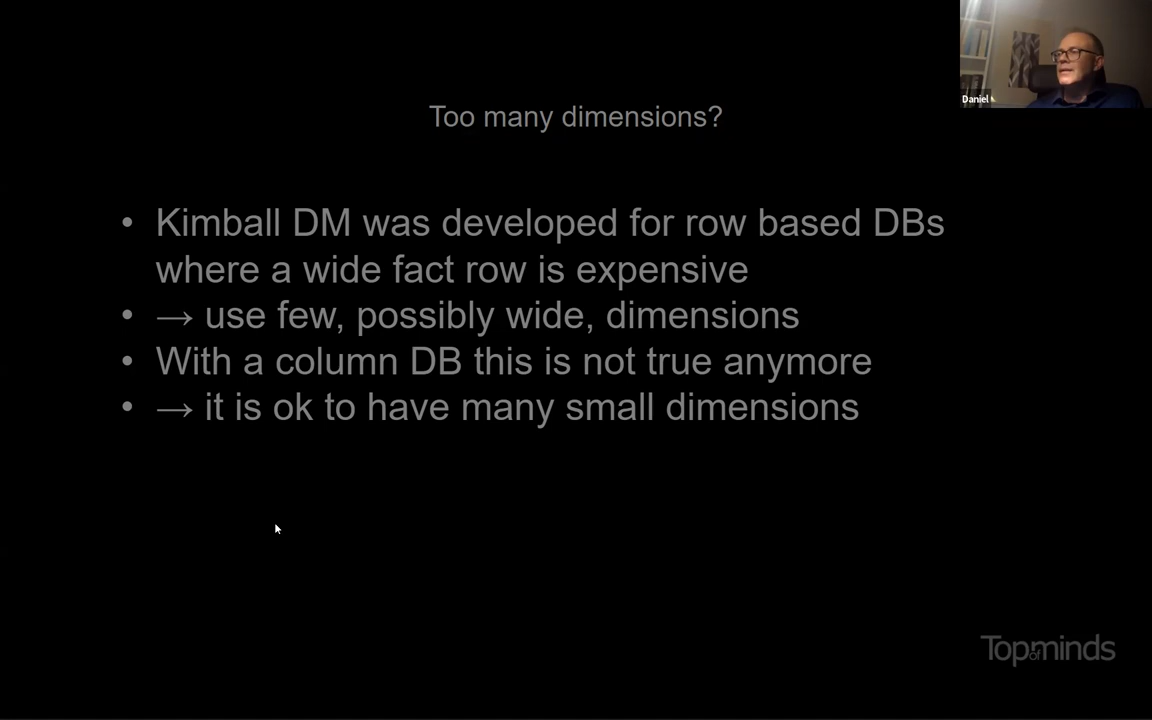 Daniel
Too many dimensions?
• Kimball DM was developed for row based DBs
where a wide fact row is expensive
• → use few, possibly wide, dimensions
• With a column DB this is not true anymore
• → it is ok to have many small dimensions
Topofminds